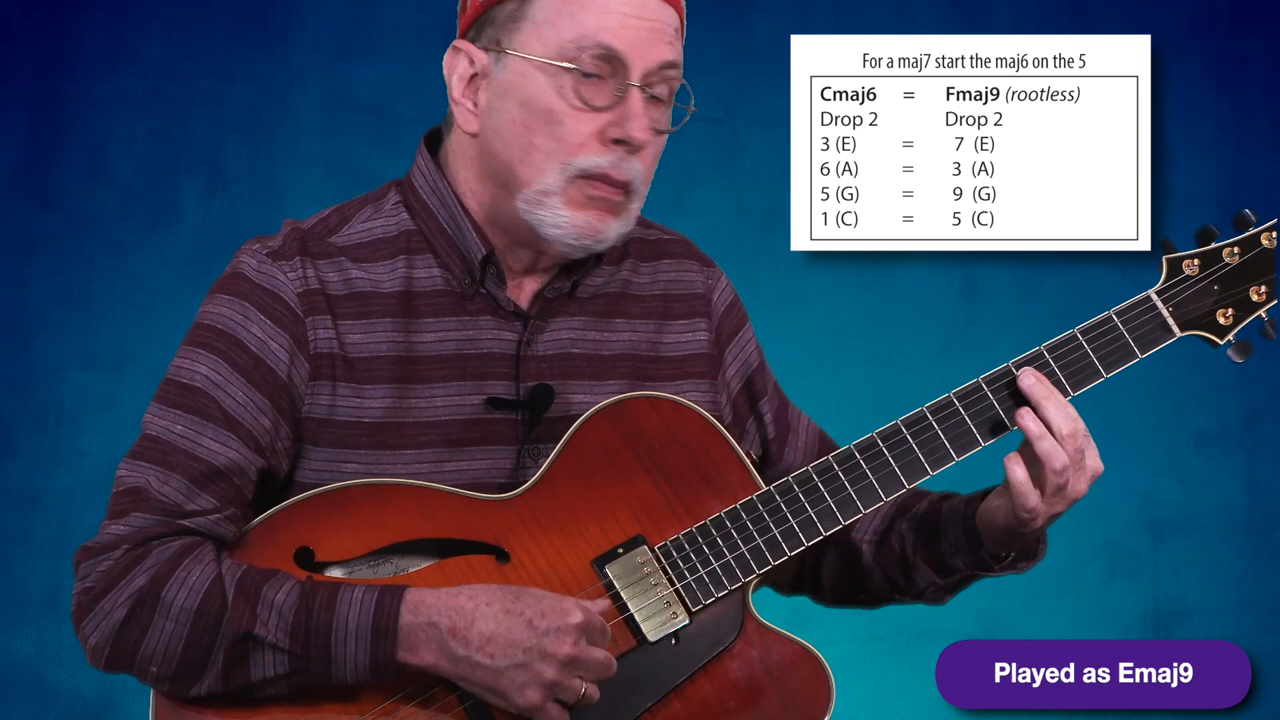 For a maj7 start the maj6 on the 5
Cmaj6 = Fmaj9 (rootless)
Drop 2 Drop 2
3 (E) = 7 (E)
6 (A) = 3 (A)
5 (G) = 9 (G)
1 (C) = 5 (C)
Played as Emaj9